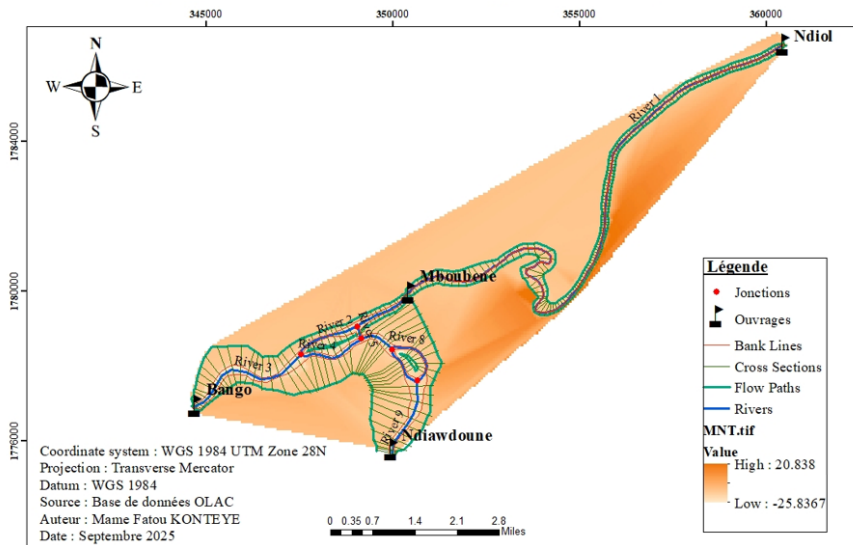 345000 350000 355000 360000
N
W E
S
Ndiol
River 1
1784000
Mboubene
1780000
River 2
River 4
River 8
River 3
Bango
River 9
Ndiawdoune
1776000
Légende
Jonctions
Ouvrages
Bank Lines
Cross Sections
Flow Paths
Rivers
MNT.tif
Value
High : 20.838
Low : -25.8367
Coordinate system : WGS 1984 UTM Zone 28N
Projection : Transverse Mercator
Datum : WGS 1984
Source : Base de données OLAC
Auteur : Mame Fatou KONTEYE
Date : Septembre 2025
0 0.35 0.7 1.4 2.1 2.8
Miles